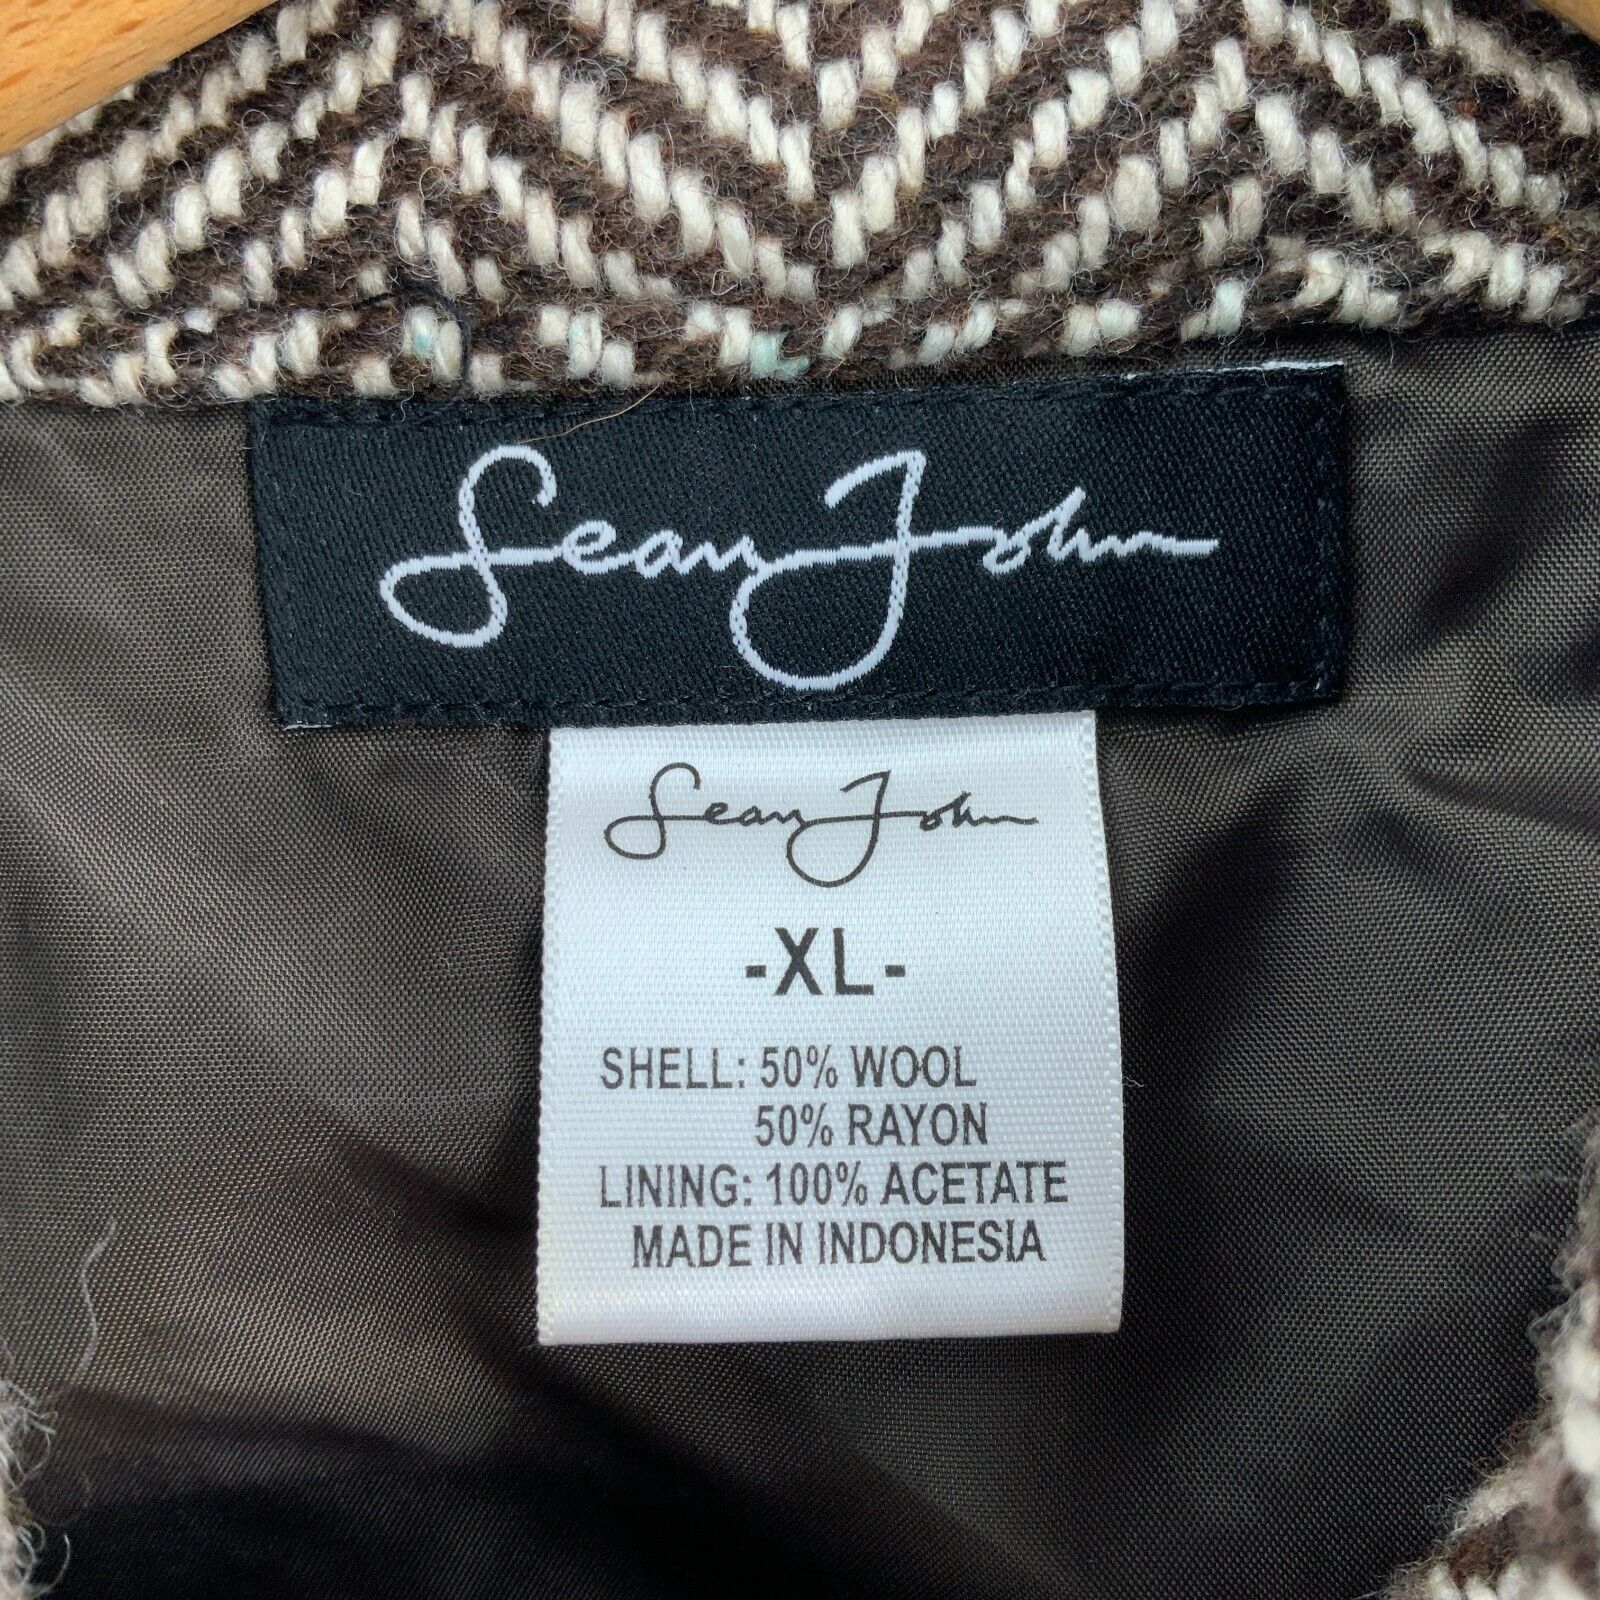 Sean John
Sean John
-XL-
SHELL: 50% WOOL
50% RAYON
LINING: 100% ACETATE
MADE IN INDONESIA